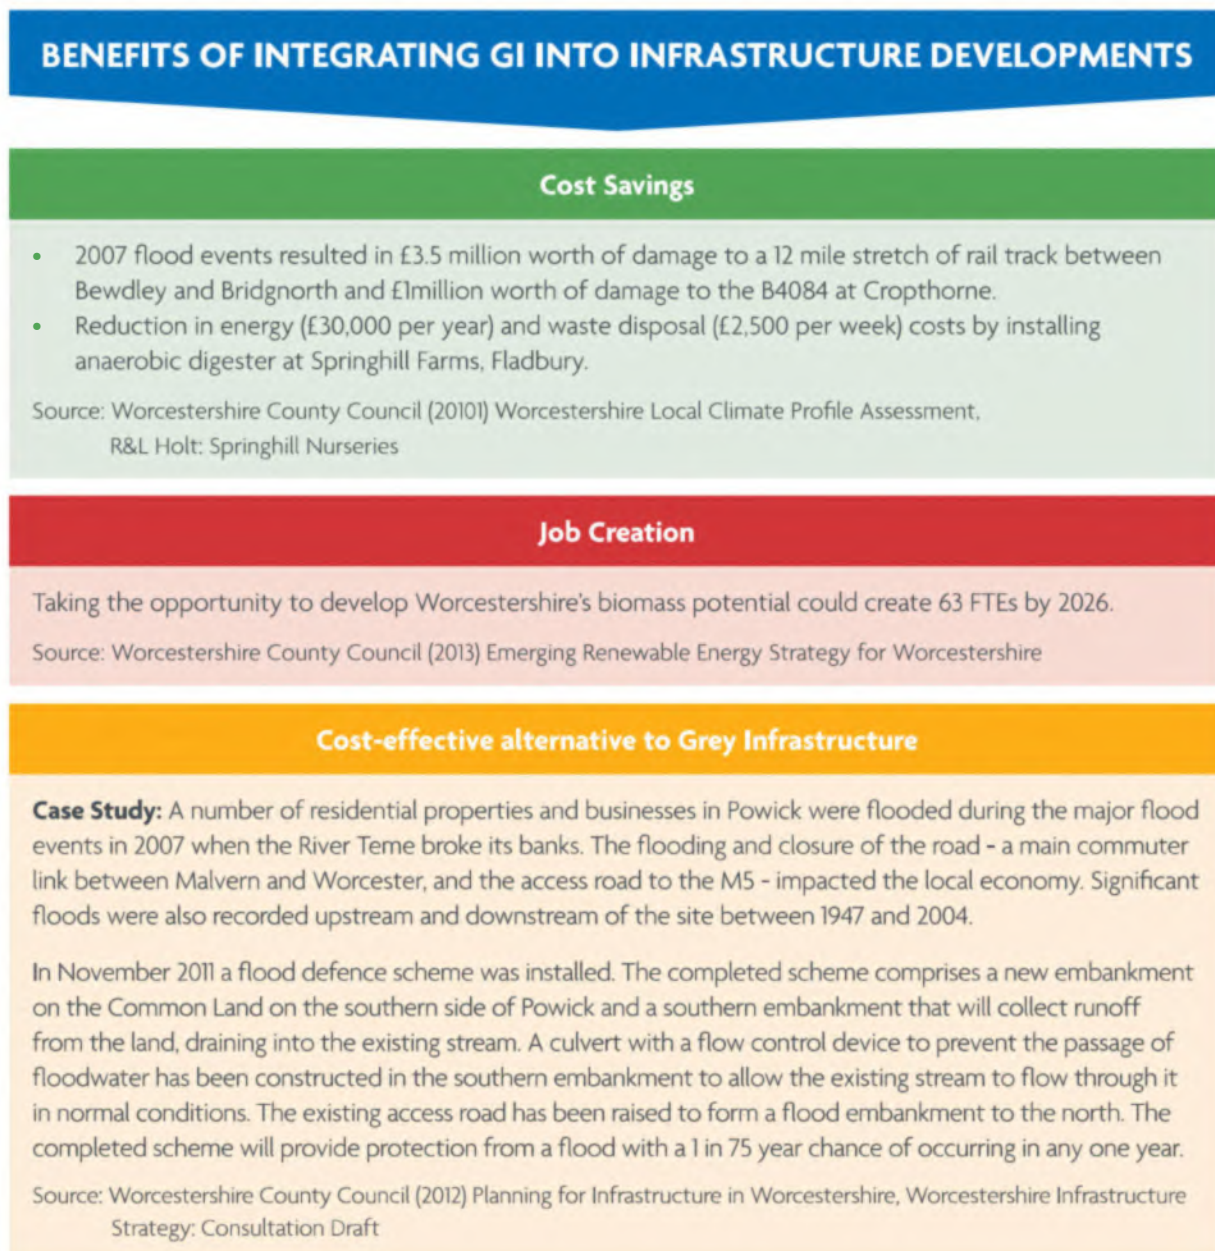 BENEFITS OF INTEGRATING GI INTO INFRASTRUCTURE DEVELOPMENTS
Cost Savings
• 2007 flood events resulted in £3.5 million worth of damage to a 12 mile stretch of rail track between
Bewdley and Bridgnorth and £1million worth of damage to the B4084 at Cropthorne.
• Reduction in energy (£30,000 per year) and waste disposal (£2,500 per week) costs by installing
anaerobic digester at Springhill Farms, Fladbury.
Source: Worcestershire County Council (20101) Worcestershire Local Climate Profile Assessment,
R&L Holt: Springhill Nurseries
Job Creation
Taking the opportunity to develop Worcestershire's biomass potential could create 63 FTEs by 2026.
Source: Worcestershire County Council (2013) Emerging Renewable Energy Strategy for Worcestershire
Cost-effective alternative to Grey Infrastructure
Case Study: A number of residential properties and businesses in Powick were flooded during the major flood
events in 2007 when the River Teme broke its banks. The flooding and closure of the road - a main commuter
link between Malvern and Worcester, and the access road to the M5 - impacted the local economy. Significant
floods were also recorded upstream and downstream of the site between 1947 and 2004.
In November 2011 a flood defence scheme was installed. The completed scheme comprises a new embankment
on the Common Land on the southern side of Powick and a southern embankment that will collect runoff
from the land, draining into the existing stream. A culvert with a flow control device to prevent the passage of
floodwater has been constructed in the southern embankment to allow the existing stream to flow through it
in normal conditions. The existing access road has been raised to form a flood embankment to the north. The
completed scheme will provide protection from a flood with a 1 in 75 year chance of occurring in any one year.
Source: Worcestershire County Council (2012) Planning for Infrastructure in Worcestershire, Worcestershire Infrastructure
Strategy: Consultation Draft